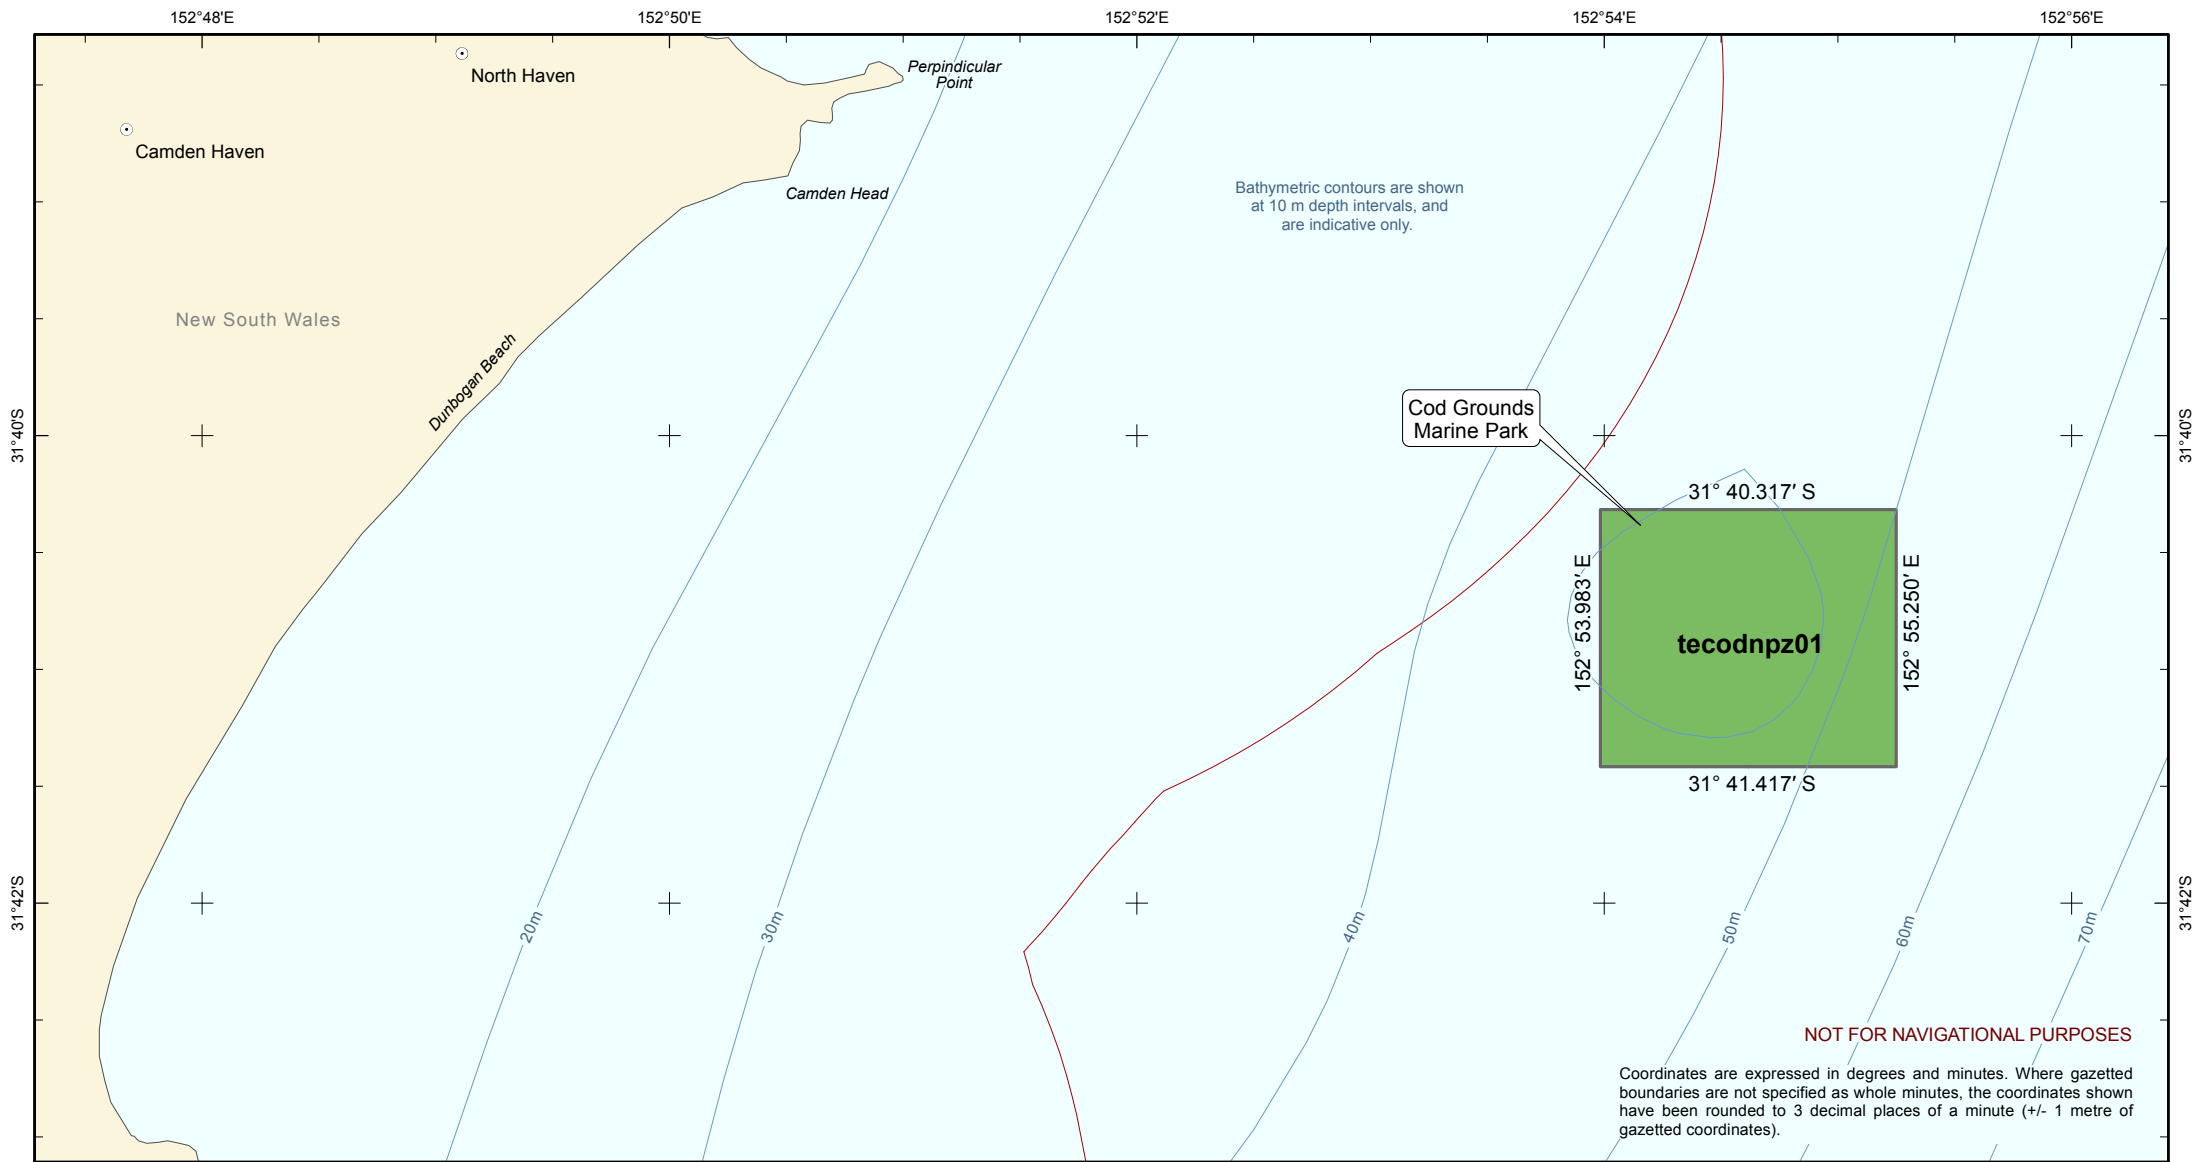 152°48'E
152°50'E
152°52'E
152°54'E
152°56'E
North Haven
Perpindicular
Point
Camden Haven
Camden Head
Bathymetric contours are shown
at 10 m depth intervals, and
are indicative only.
New South Wales
Dunbogan Beach
31°40'S
31°40'S
Cod Grounds
Marine Park
31° 40.317′ S
152° 53.983′ E
152° 55.250′ E
tecodnpz01
31° 41.417′ S
31°42'S
31°42'S
20m
30m
40m
50m
60m
70m
NOT FOR NAVIGATIONAL PURPOSES
Coordinates are expressed in degrees and minutes. Where gazetted
boundaries are not specified as whole minutes, the coordinates shown
have been rounded to 3 decimal places of a minute (+/- 1 metre of
gazetted coordinates).